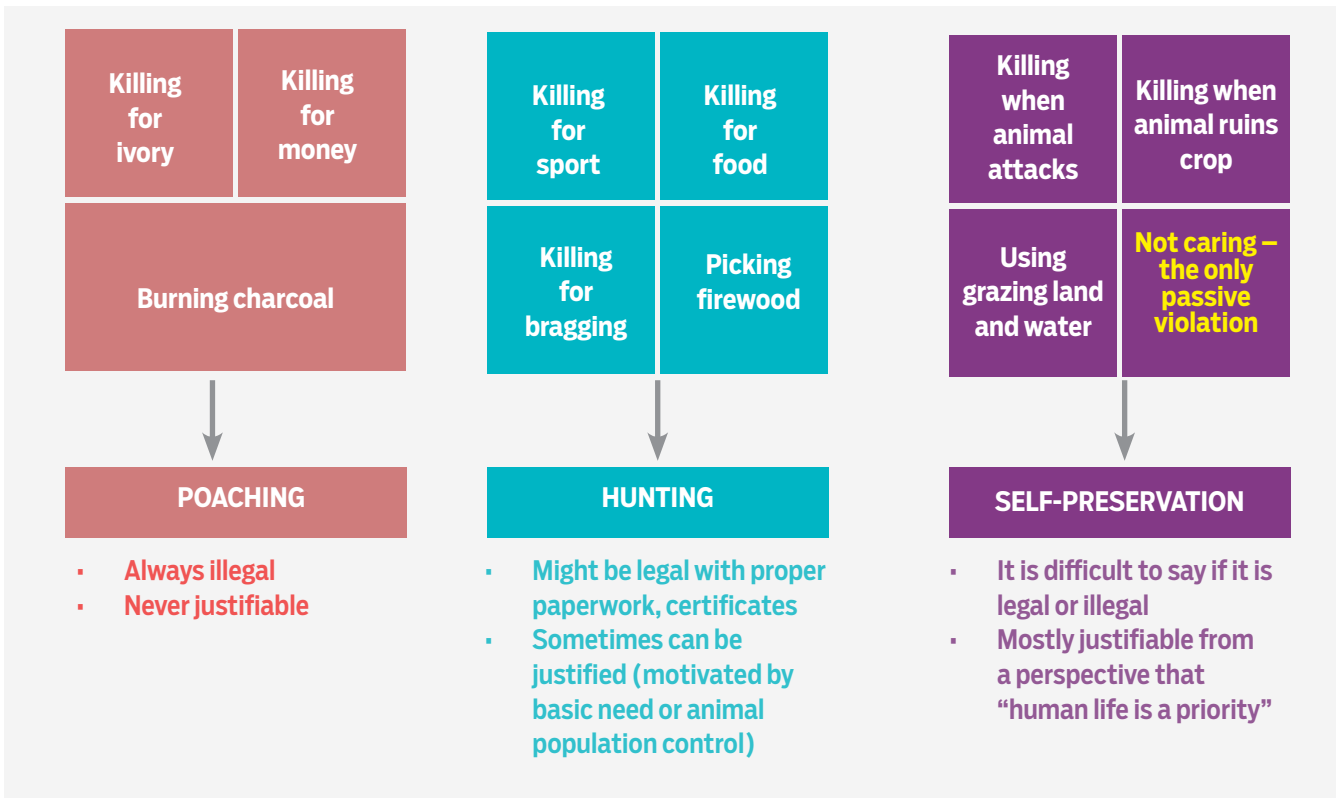 Killing
for
ivory
Killing
for
money
Burning charcoal
POACHING
▪ Always illegal
▪ Never justifiable
Killing
for
sport
Killing
for
food
Killing
for
bragging
Picking
firewood
HUNTING
▪ Might be legal with proper
paperwork, certificates
▪ Sometimes can be
justified (motivated by
basic need or animal
population control)
Killing
when
animal
attacks
Killing when
animal ruins
crop
Using
grazing land
and water
Not caring –
the only
passive
violation
SELF-PRESERVATION
▪ It is difficult to say if it is
legal or illegal
▪ Mostly justifiable from
a perspective that
“human life is a priority”